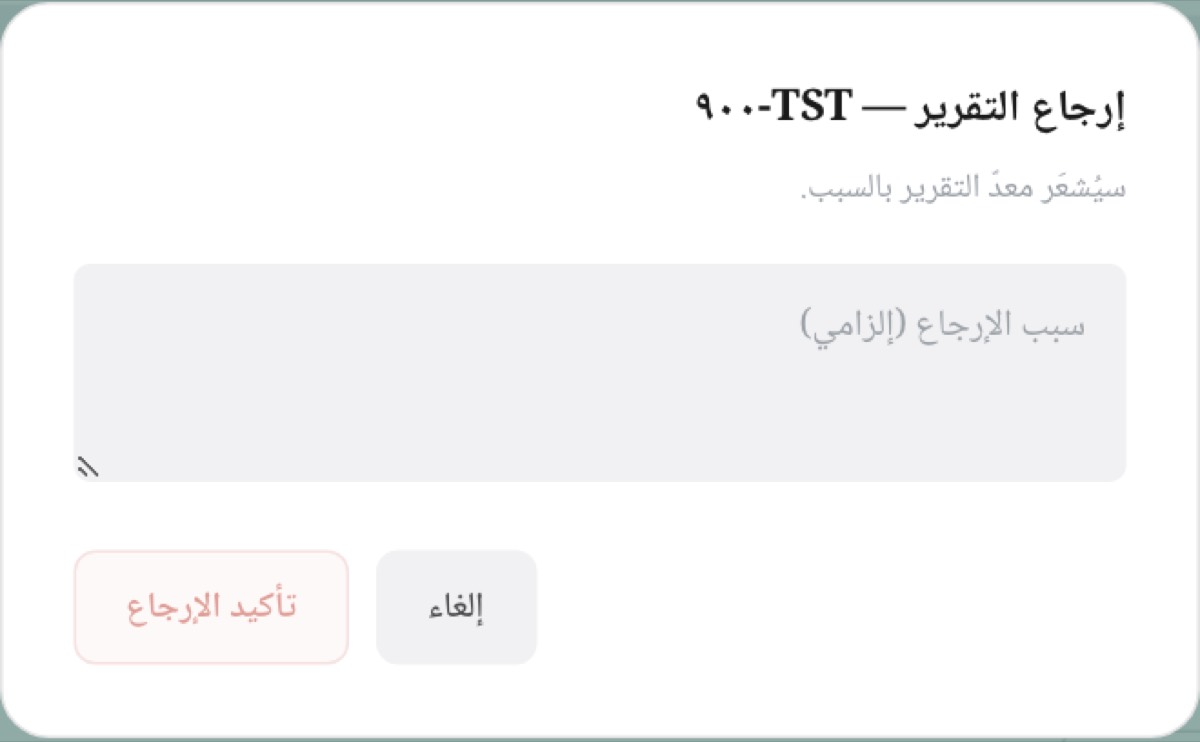 إرجاع التقرير — TST-٩٠٠
سيُشعَر معدّ التقرير بالسبب.
سبب الإرجاع (إلزامي)
إلغاء
تأكيد الإرجاع